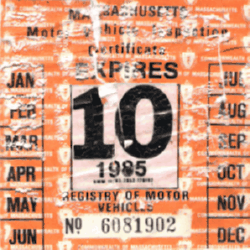 MASSACHUSETTS
Motor Vehicle Inspection
Certificate
EXPIRES
JAN
FEB
MAR
APR
MAY
JUN
10
1985
JUL
AUG
SEP
OCT
NOV
DEC
REGISTRY OF MOTOR
VEHICLES
No 6081902